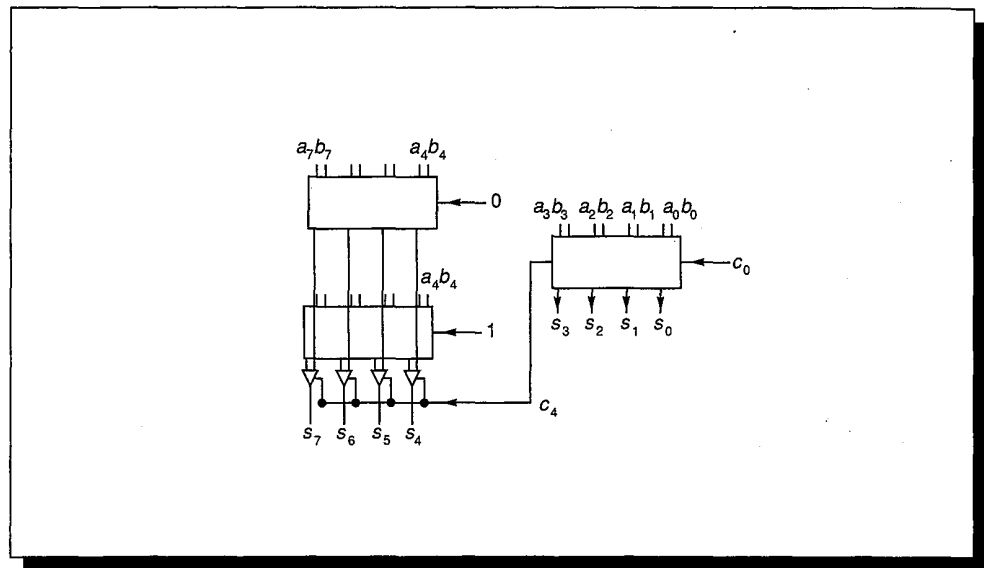 a₇b₇ a₄b₄
0
a₃b₃ a₂b₂ a₁b₁ a₀b₀
c₀
a₄b₄
s₃ s₂ s₁ s₀
1
c₄
s₇ s₆ s₅ s₄